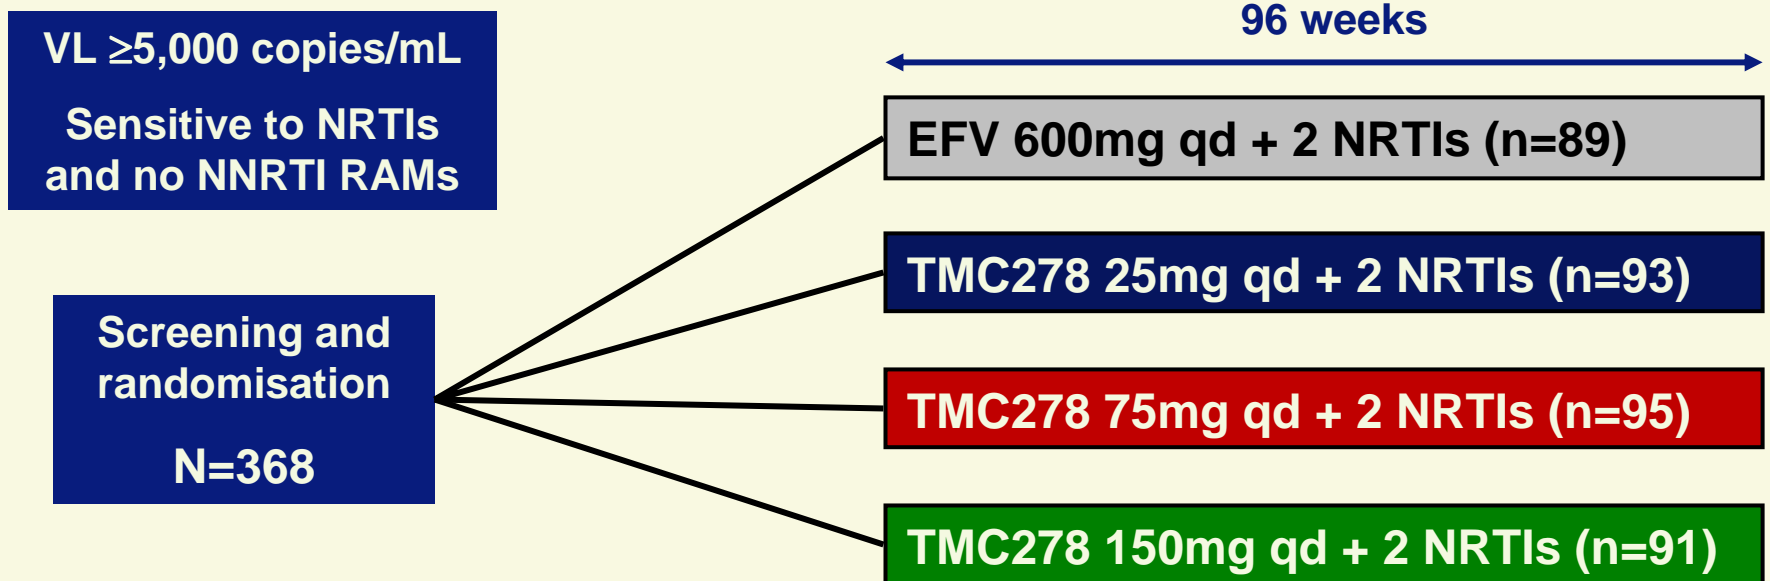 VL ≥5,000 copies/mL
Sensitive to NRTIs
and no NNRTI RAMs
Screening and
randomisation
N=368
96 weeks
EFV 600mg qd + 2 NRTIs (n=89)
TMC278 25mg qd + 2 NRTIs (n=93)
TMC278 75mg qd + 2 NRTIs (n=95)
TMC278 150mg qd + 2 NRTIs (n=91)